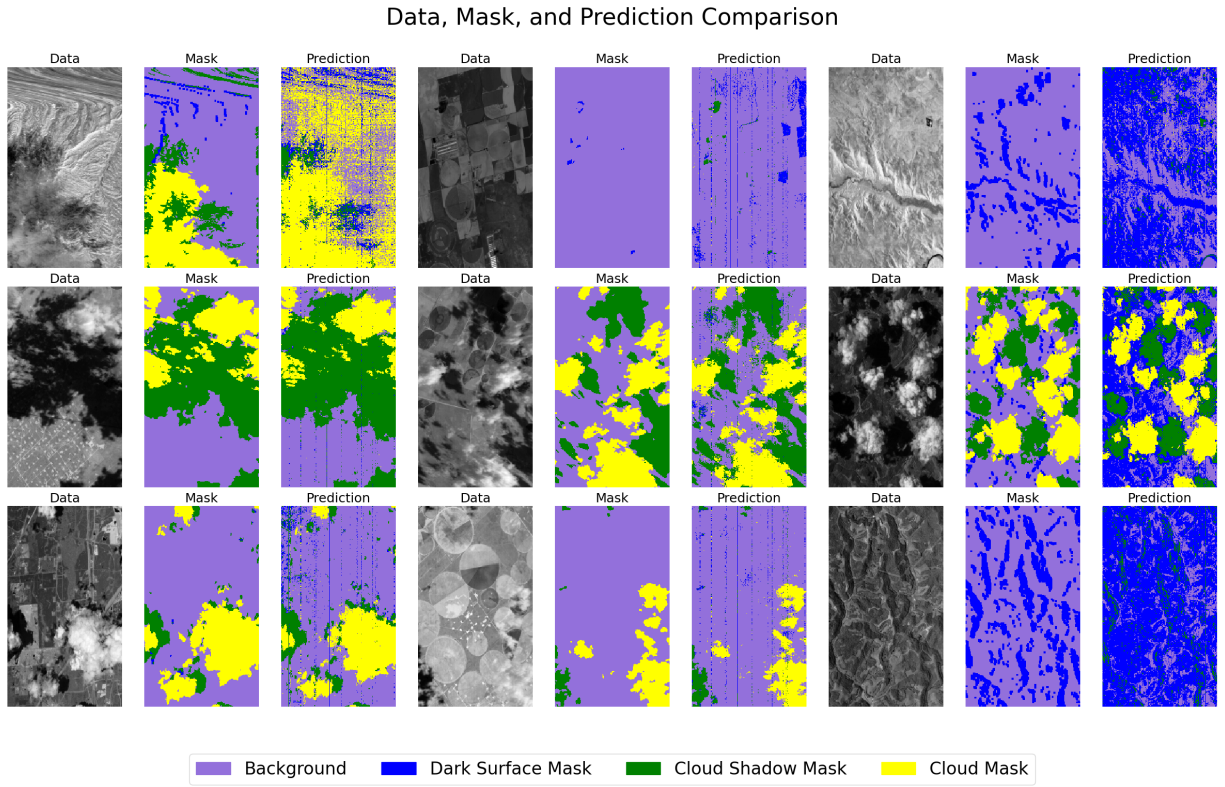 Data, Mask, and Prediction Comparison
Data Mask Prediction Data Mask Prediction Data Mask Prediction
Data Mask Prediction Data Mask Prediction Data Mask Prediction
Data Mask Prediction Data Mask Prediction Data Mask Prediction
Background Dark Surface Mask Cloud Shadow Mask Cloud Mask